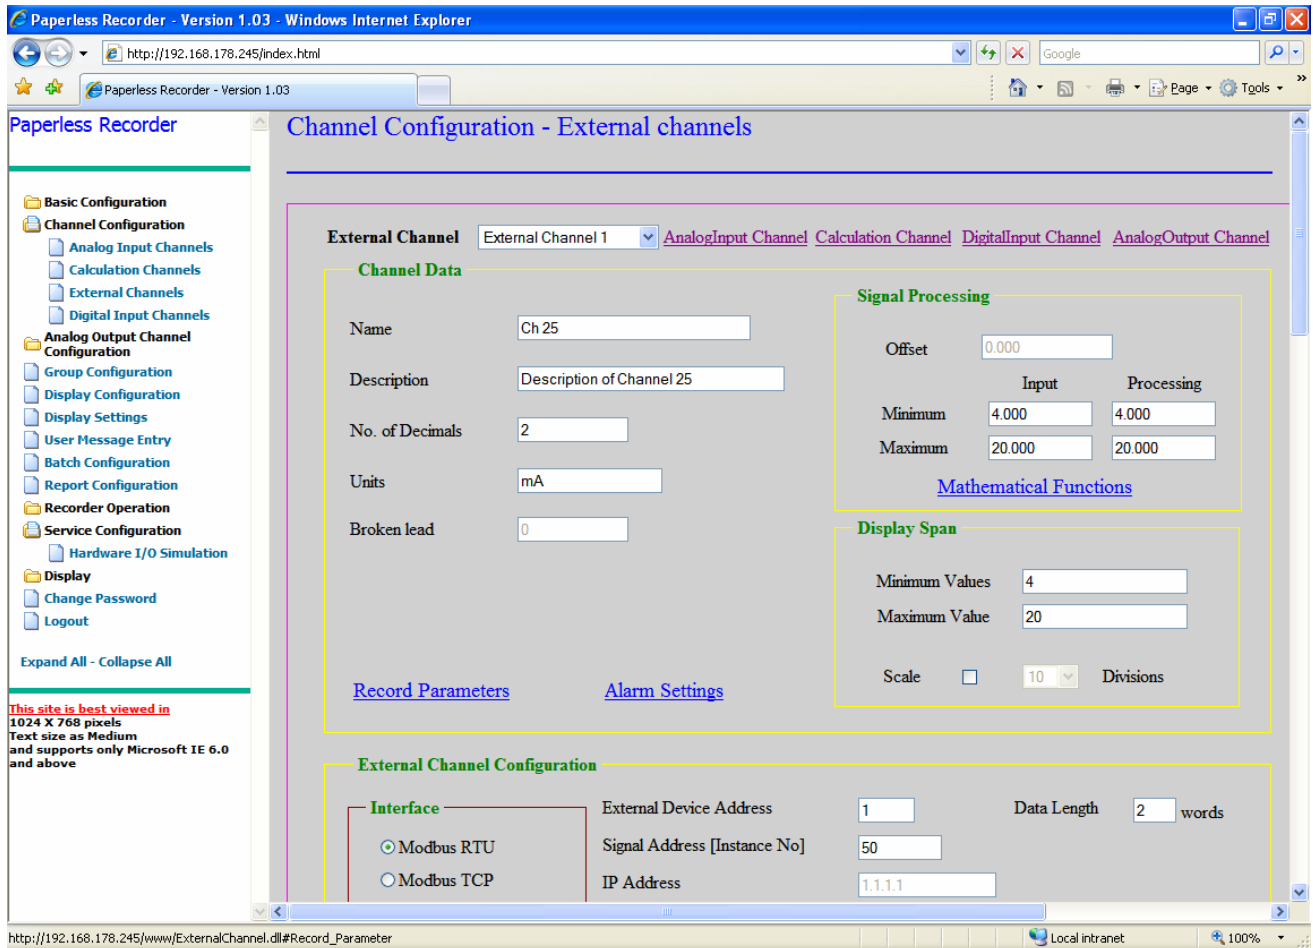 Paperless Recorder - Version 1.03 - Windows Internet Explorer
http://192.168.178.245/index.html
Google
Paperless Recorder - Version 1.03
Page
Tools
Paperless Recorder
Basic Configuration
Channel Configuration
Analog Input Channels
Calculation Channels
External Channels
Digital Input Channels
Analog Output Channel
Configuration
Group Configuration
Display Configuration
Display Settings
User Message Entry
Batch Configuration
Report Configuration
Recorder Operation
Service Configuration
Hardware I/O Simulation
Display
Change Password
Logout
Expand All - Collapse All
This site is best viewed in
1024 X 768 pixels
Text size as Medium
and supports only Microsoft IE 6.0
and above
Channel Configuration - External channels
External Channel External Channel 1 AnalogInput Channel Calculation Channel DigitalInput Channel AnalogOutput Channel
Channel Data
Name Ch 25
Description Description of Channel 25
No. of Decimals 2
Units mA
Broken lead 0
Record Parameters Alarm Settings
Signal Processing
Offset 0.000
Input Processing
Minimum 4.000 4.000
Maximum 20.000 20.000
Mathematical Functions
Display Span
Minimum Values 4
Maximum Value 20
Scale 10 Divisions
External Channel Configuration
Interface
Modbus RTU
Modbus TCP
External Device Address 1 Data Length 2 words
Signal Address [Instance No] 50
IP Address 1.1.1.1
http://192.168.178.245/www/ExternalChannel.dll#Record_Parameter
Local intranet
100%